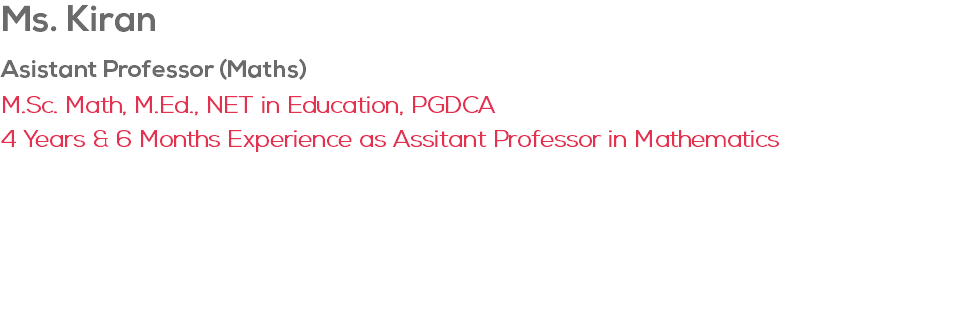 Ms. Kiran
Asistant Professor (Maths)
M.Sc. Math, M.Ed., NET in Education, PGDCA
4 Years & 6 Months Experience as Assitant Professor in Mathematics